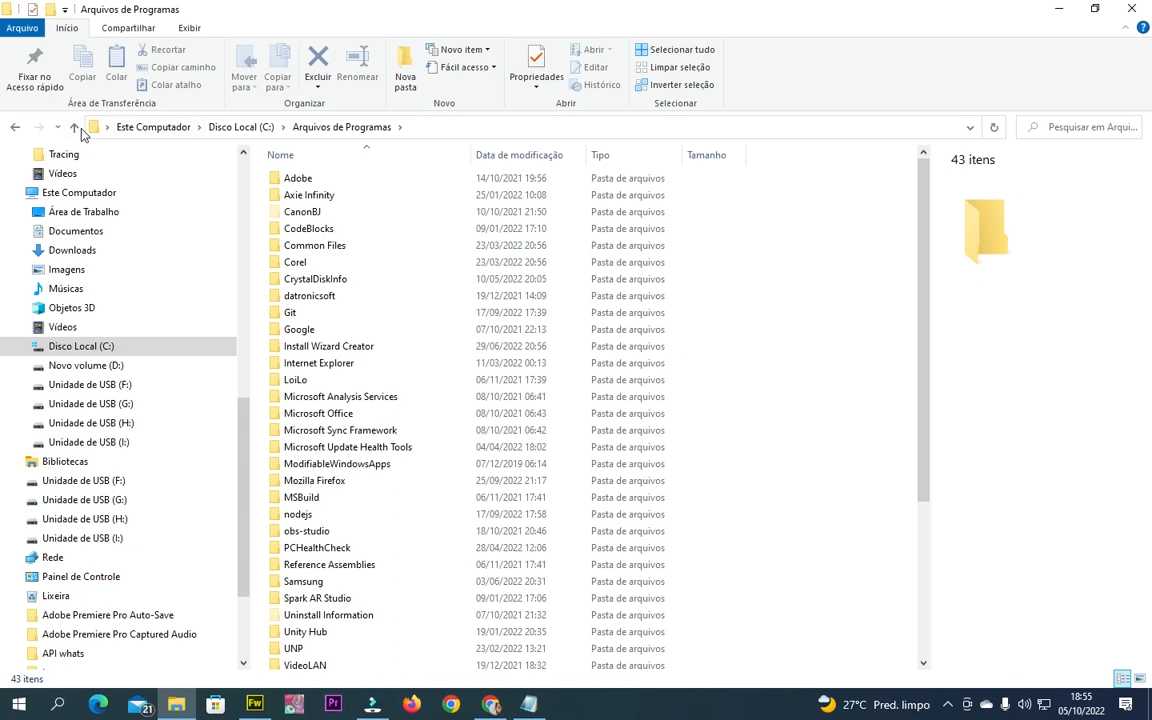 Arquivos de Programas
Arquivo Início Compartilhar Exibir
Fixar no Acesso rápido
Copiar
Colar
Recortar
Copiar caminho
Colar atalho
Área de Transferência
Mover para
Copiar para
Excluir
Renomear
Organizar
Nova pasta
Novo item
Fácil acesso
Novo
Propriedades
Abrir
Editar
Histórico
Abrir
Selecionar tudo
Limpar seleção
Inverter seleção
Selecionar
Este Computador > Disco Local (C:) > Arquivos de Programas >
Pesquisar em Arqui...
Tracing
Vídeos
Este Computador
Área de Trabalho
Documentos
Downloads
Imagens
Músicas
Objetos 3D
Vídeos
Disco Local (C:)
Novo volume (D:)
Unidade de USB (F:)
Unidade de USB (G:)
Unidade de USB (H:)
Unidade de USB (I:)
Bibliotecas
Unidade de USB (F:)
Unidade de USB (G:)
Unidade de USB (H:)
Unidade de USB (I:)
Rede
Painel de Controle
Lixeira
Adobe Premiere Pro Auto-Save
Adobe Premiere Pro Captured Audio
API whats
Nome Data de modificação Tipo Tamanho
Adobe 14/10/2021 19:56 Pasta de arquivos
Axie Infinity 25/01/2022 10:08 Pasta de arquivos
CanonBJ 10/10/2021 21:50 Pasta de arquivos
CodeBlocks 09/01/2022 17:10 Pasta de arquivos
Common Files 23/03/2022 20:56 Pasta de arquivos
Corel 23/03/2022 20:56 Pasta de arquivos
CrystalDiskInfo 10/05/2022 20:05 Pasta de arquivos
datronicsoft 19/12/2021 14:09 Pasta de arquivos
Git 17/09/2022 17:39 Pasta de arquivos
Google 07/10/2021 22:13 Pasta de arquivos
Install Wizard Creator 29/06/2022 20:56 Pasta de arquivos
Internet Explorer 11/03/2022 00:13 Pasta de arquivos
LoiLo 06/11/2021 17:39 Pasta de arquivos
Microsoft Analysis Services 08/10/2021 06:41 Pasta de arquivos
Microsoft Office 08/10/2021 06:43 Pasta de arquivos
Microsoft Sync Framework 08/10/2021 06:42 Pasta de arquivos
Microsoft Update Health Tools 04/04/2022 18:02 Pasta de arquivos
ModifiableWindowsApps 07/12/2019 06:14 Pasta de arquivos
Mozilla Firefox 25/09/2022 21:17 Pasta de arquivos
MSBuild 06/11/2021 17:41 Pasta de arquivos
nodejs 17/09/2022 17:58 Pasta de arquivos
obs-studio 18/10/2021 20:46 Pasta de arquivos
PCHealthCheck 28/04/2022 12:06 Pasta de arquivos
Reference Assemblies 06/11/2021 17:41 Pasta de arquivos
Samsung 03/06/2022 20:31 Pasta de arquivos
Spark AR Studio 09/01/2022 17:06 Pasta de arquivos
Uninstall Information 07/10/2021 21:32 Pasta de arquivos
Unity Hub 19/01/2022 20:35 Pasta de arquivos
UNP 23/02/2022 13:21 Pasta de arquivos
VideoLAN 19/12/2021 18:32 Pasta de arquivos
43 itens
43 itens
21
Fw
Pr
27°C Pred. limpo
18:55
05/10/2022